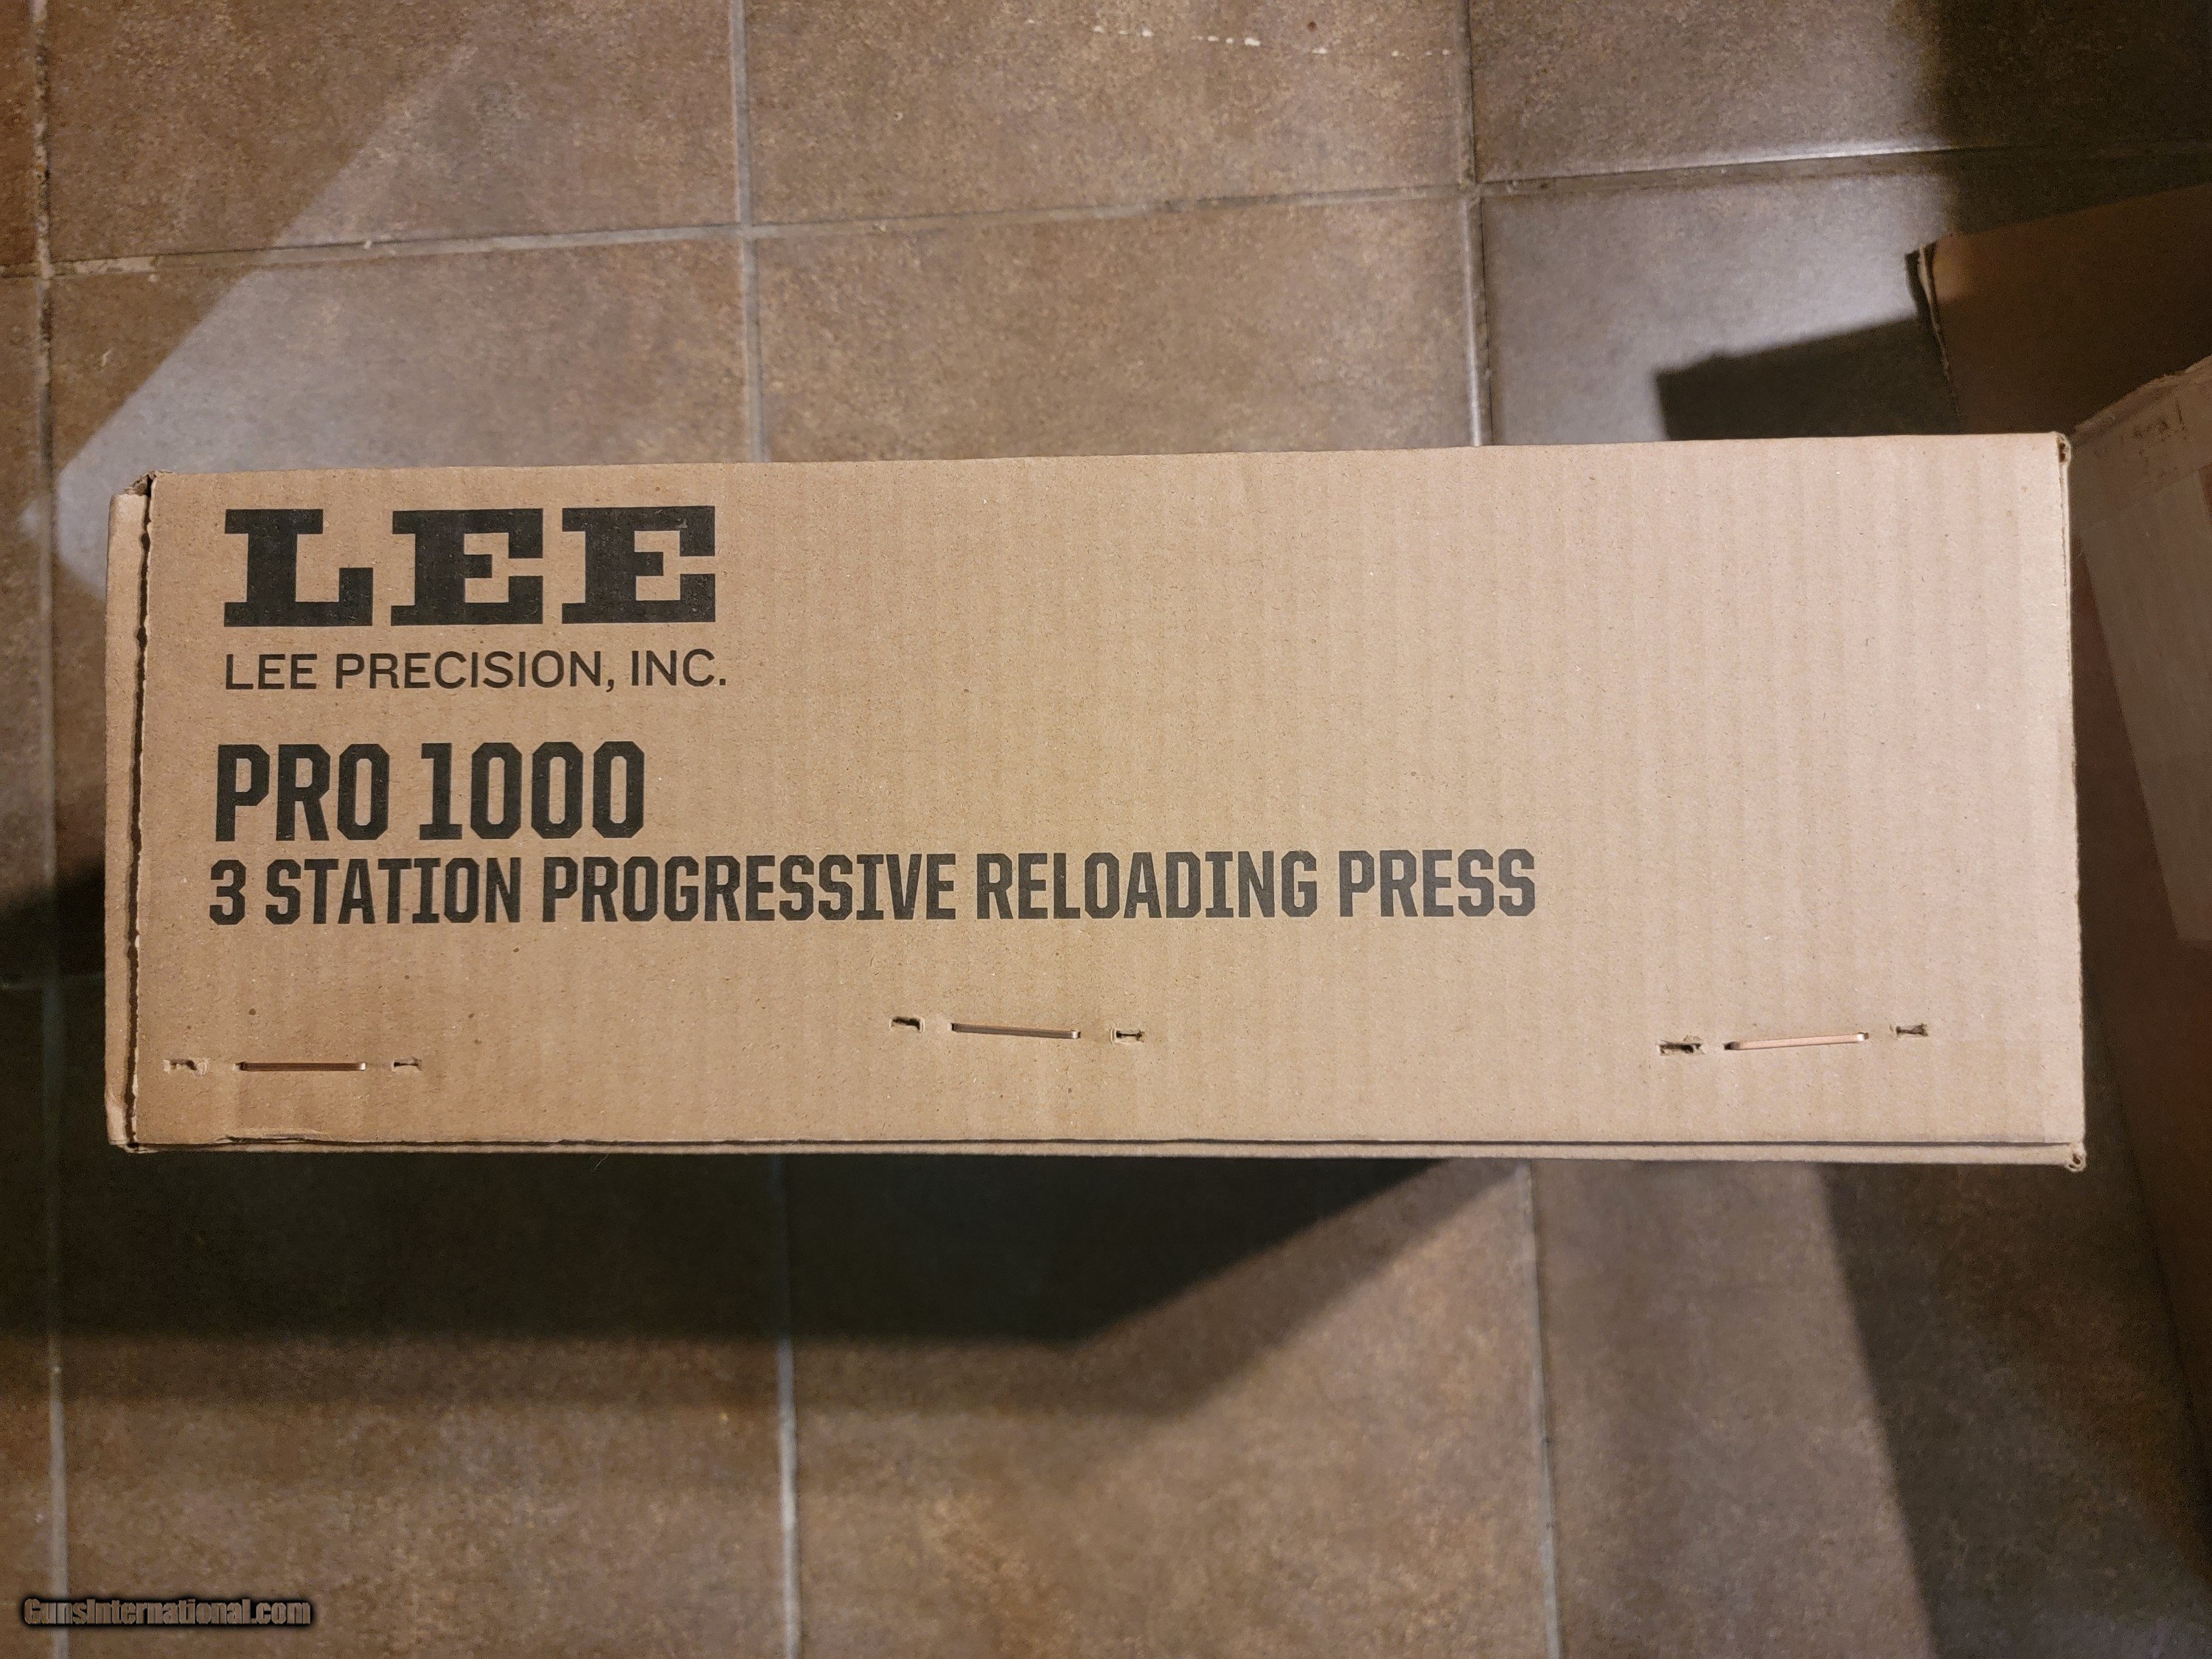 LEE
LEE PRECISION, INC.
PRO 1000
3 STATION PROGRESSIVE RELOADING PRESS
GunsInternational.com